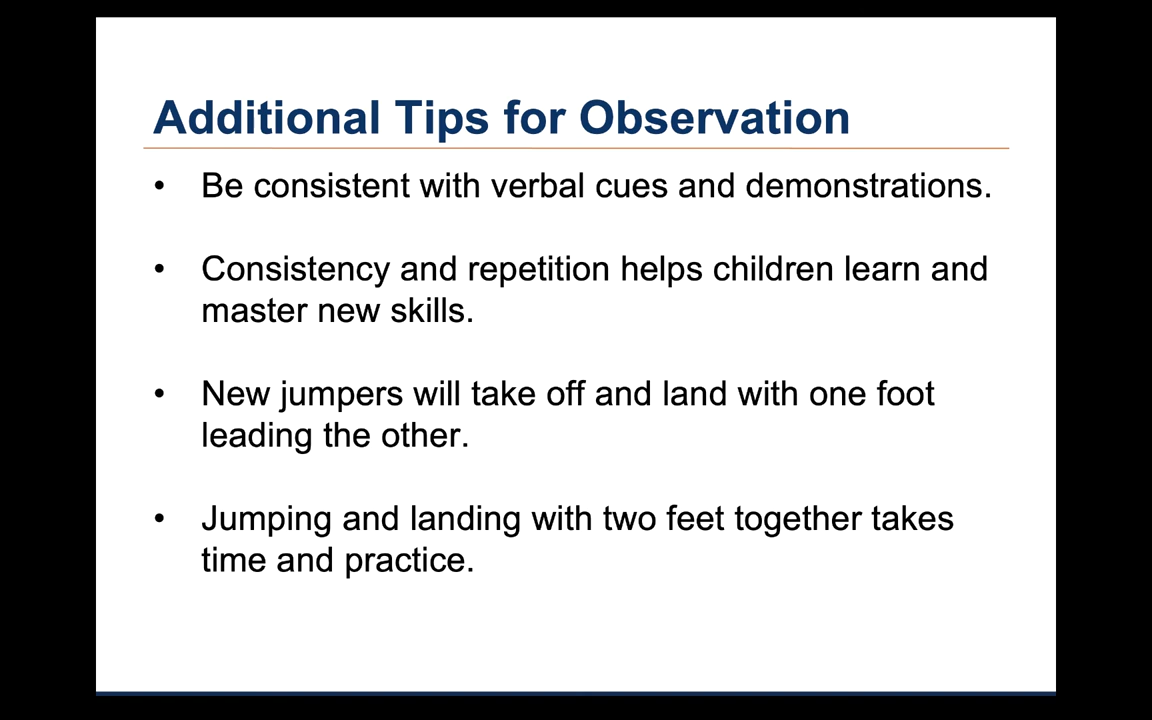 Additional Tips for Observation
• Be consistent with verbal cues and demonstrations.
• Consistency and repetition helps children learn and
master new skills.
• New jumpers will take off and land with one foot
leading the other.
• Jumping and landing with two feet together takes
time and practice.